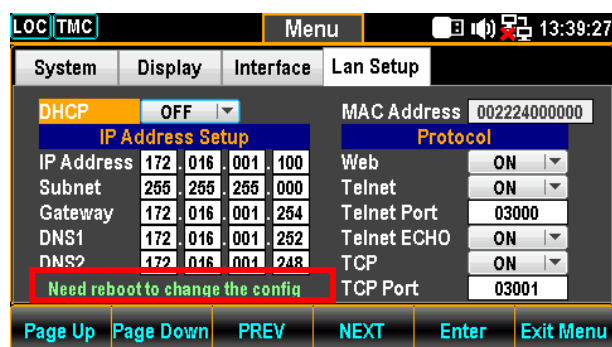 LOC TMC Menu 13:39:27
System Display Interface Lan Setup
DHCP OFF MAC Address 002224000000
IP Address Setup Protocol
IP Address 172 . 016 . 001 . 100 Web ON
Subnet 255 . 255 . 255 . 000 Telnet ON
Gateway 172 . 016 . 001 . 254 Telnet Port 03000
DNS1 172 . 016 . 001 . 252 Telnet ECHO ON
DNS2 172 . 016 . 001 . 248 TCP ON
Need reboot to change the config TCP Port 03001
Page Up Page Down PREV NEXT Enter Exit Menu